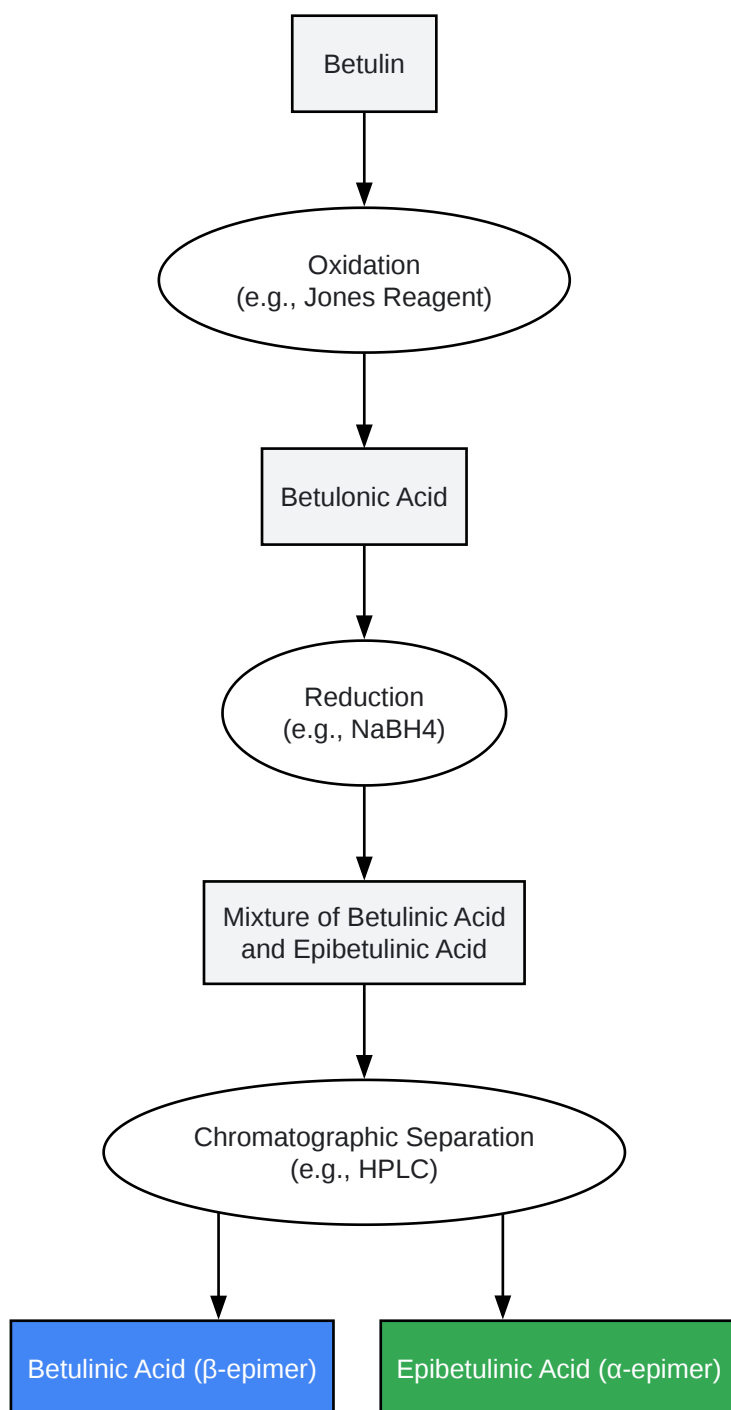 Betulin
Oxidation
(e.g., Jones Reagent)
Betulonic Acid
Reduction
(e.g., NaBH4)
Mixture of Betulinic Acid
and Epibetulinic Acid
Chromatographic Separation
(e.g., HPLC)
Betulinic Acid (β-epimer)
Epibetulinic Acid (α-epimer)